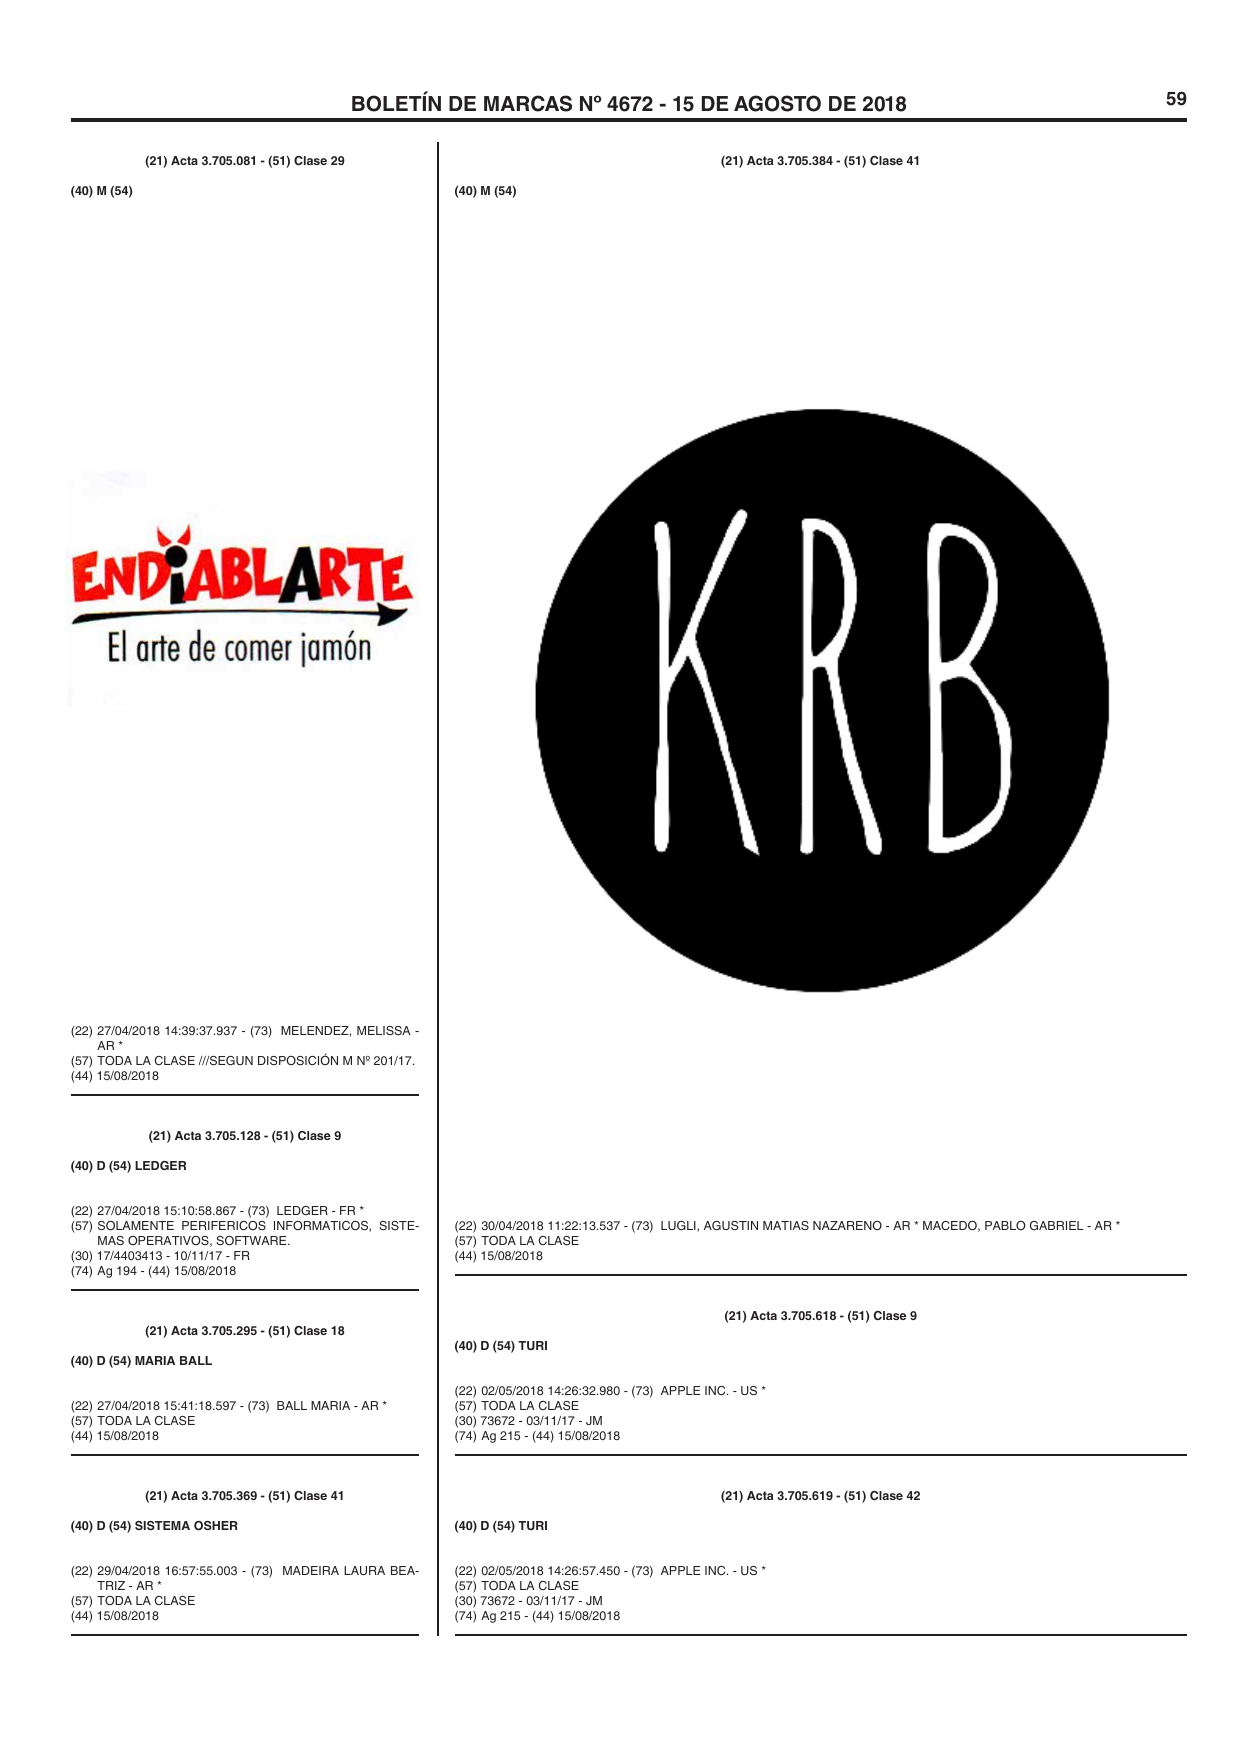 BOLETÍN DE MARCAS Nº 4672 - 15 DE AGOSTO DE 2018
59
(21) Acta 3.705.081 - (51) Clase 29
(40) M (54)
ENDiABLARTE
El arte de comer jamón
(22) 27/04/2018 14:39:37.937 - (73) MELENDEZ, MELISSA -
AR *
(57) TODA LA CLASE ///SEGUN DISPOSICIÓN M Nº 201/17.
(44) 15/08/2018
(21) Acta 3.705.128 - (51) Clase 9
(40) D (54) LEDGER
(22) 27/04/2018 15:10:58.867 - (73) LEDGER - FR *
(57) SOLAMENTE PERIFERICOS INFORMATICOS, SISTE-
MAS OPERATIVOS, SOFTWARE.
(30) 17/4403413 - 10/11/17 - FR
(74) Ag 194 - (44) 15/08/2018
(21) Acta 3.705.295 - (51) Clase 18
(40) D (54) MARIA BALL
(22) 27/04/2018 15:41:18.597 - (73) BALL MARIA - AR *
(57) TODA LA CLASE
(44) 15/08/2018
(21) Acta 3.705.369 - (51) Clase 41
(40) D (54) SISTEMA OSHER
(22) 29/04/2018 16:57:55.003 - (73) MADEIRA LAURA BEA-
TRIZ - AR *
(57) TODA LA CLASE
(44) 15/08/2018
(21) Acta 3.705.384 - (51) Clase 41
(40) M (54)
KRB
(22) 30/04/2018 11:22:13.537 - (73) LUGLI, AGUSTIN MATIAS NAZARENO - AR * MACEDO, PABLO GABRIEL - AR *
(57) TODA LA CLASE
(44) 15/08/2018
(21) Acta 3.705.618 - (51) Clase 9
(40) D (54) TURI
(22) 02/05/2018 14:26:32.980 - (73) APPLE INC. - US *
(57) TODA LA CLASE
(30) 73672 - 03/11/17 - JM
(74) Ag 215 - (44) 15/08/2018
(21) Acta 3.705.619 - (51) Clase 42
(40) D (54) TURI
(22) 02/05/2018 14:26:57.450 - (73) APPLE INC. - US *
(57) TODA LA CLASE
(30) 73672 - 03/11/17 - JM
(74) Ag 215 - (44) 15/08/2018